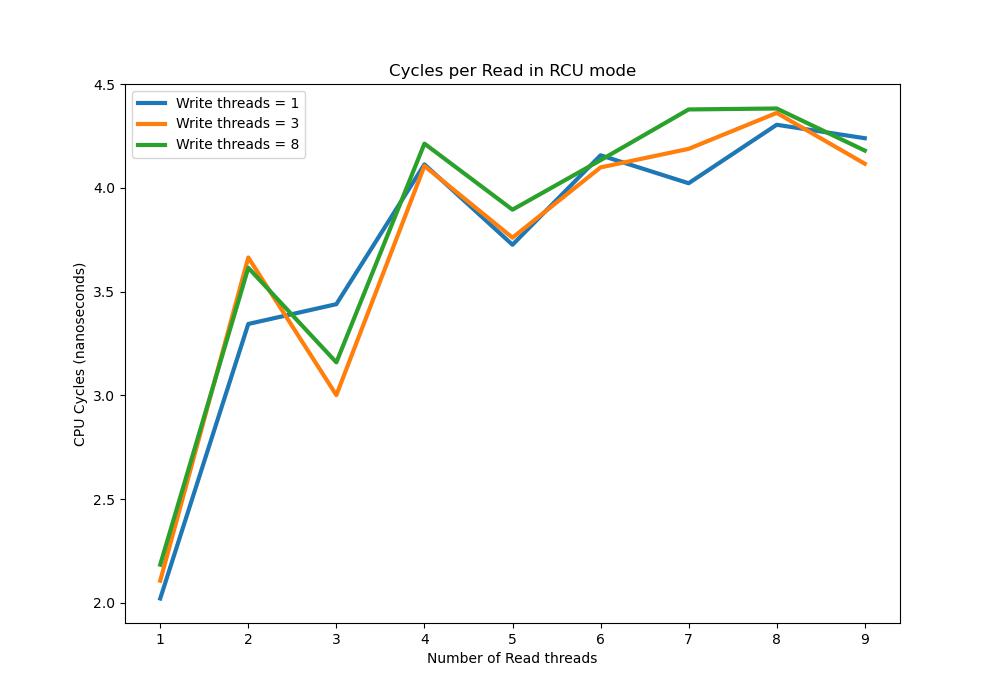 Cycles per Read in RCU mode
Write threads = 1
Write threads = 3
Write threads = 8
CPU Cycles (nanoseconds)
4.5
4.0
3.5
3.0
2.5
2.0
1 2 3 4 5 6 7 8 9
Number of Read threads